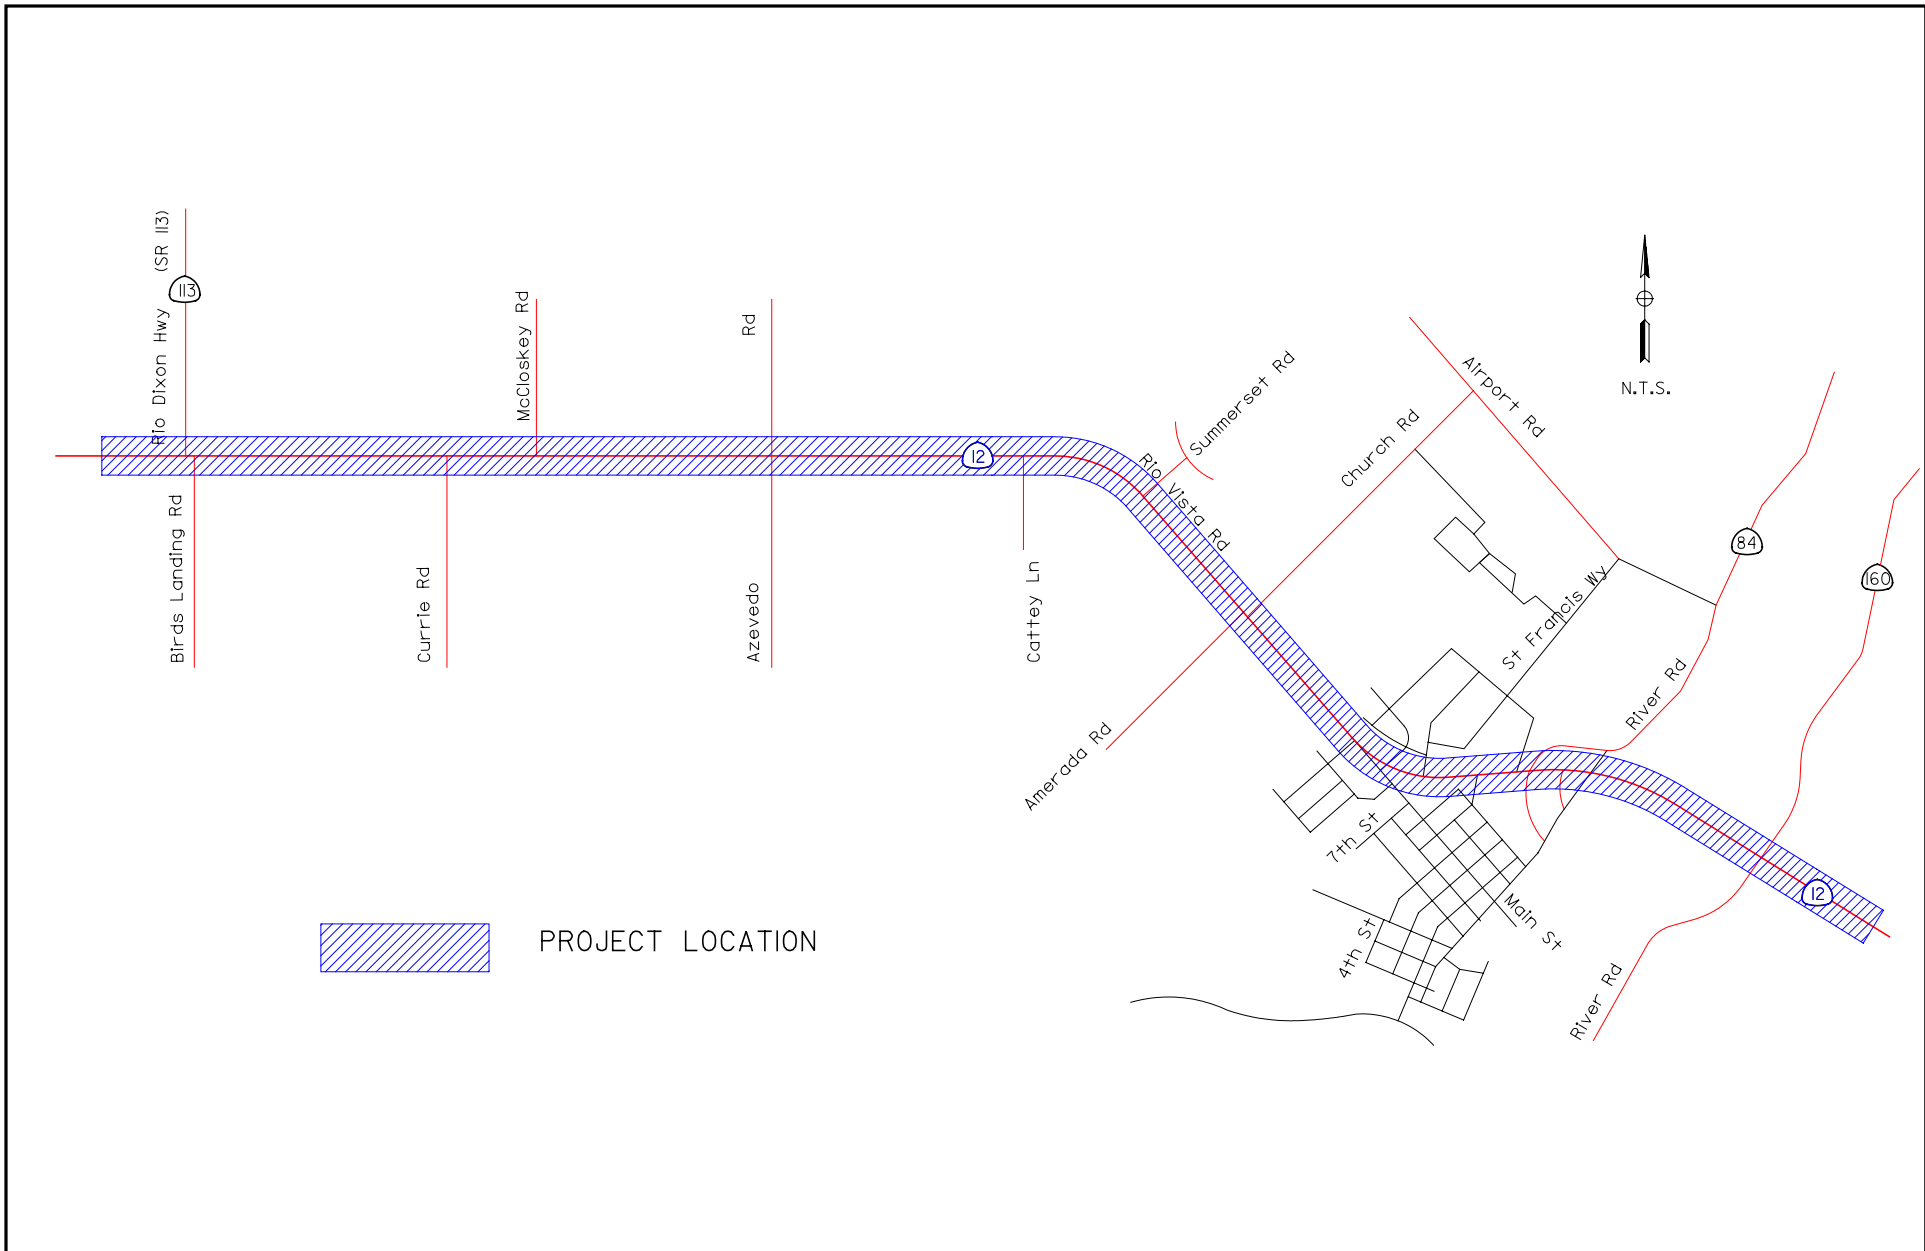 Rio Dixon Hwy (SR 113)
113
McCloskey Rd
Rd
Birds Landing Rd
Currie Rd
Azevedo
12
Cattey Ln
Rio Vista Rd
Summerset Rd
Church Rd
Airport Rd
N.T.S.
84
160
St Francis Wy
River Rd
Amerada Rd
7th St
4th St
Main St
12
River Rd
PROJECT LOCATION